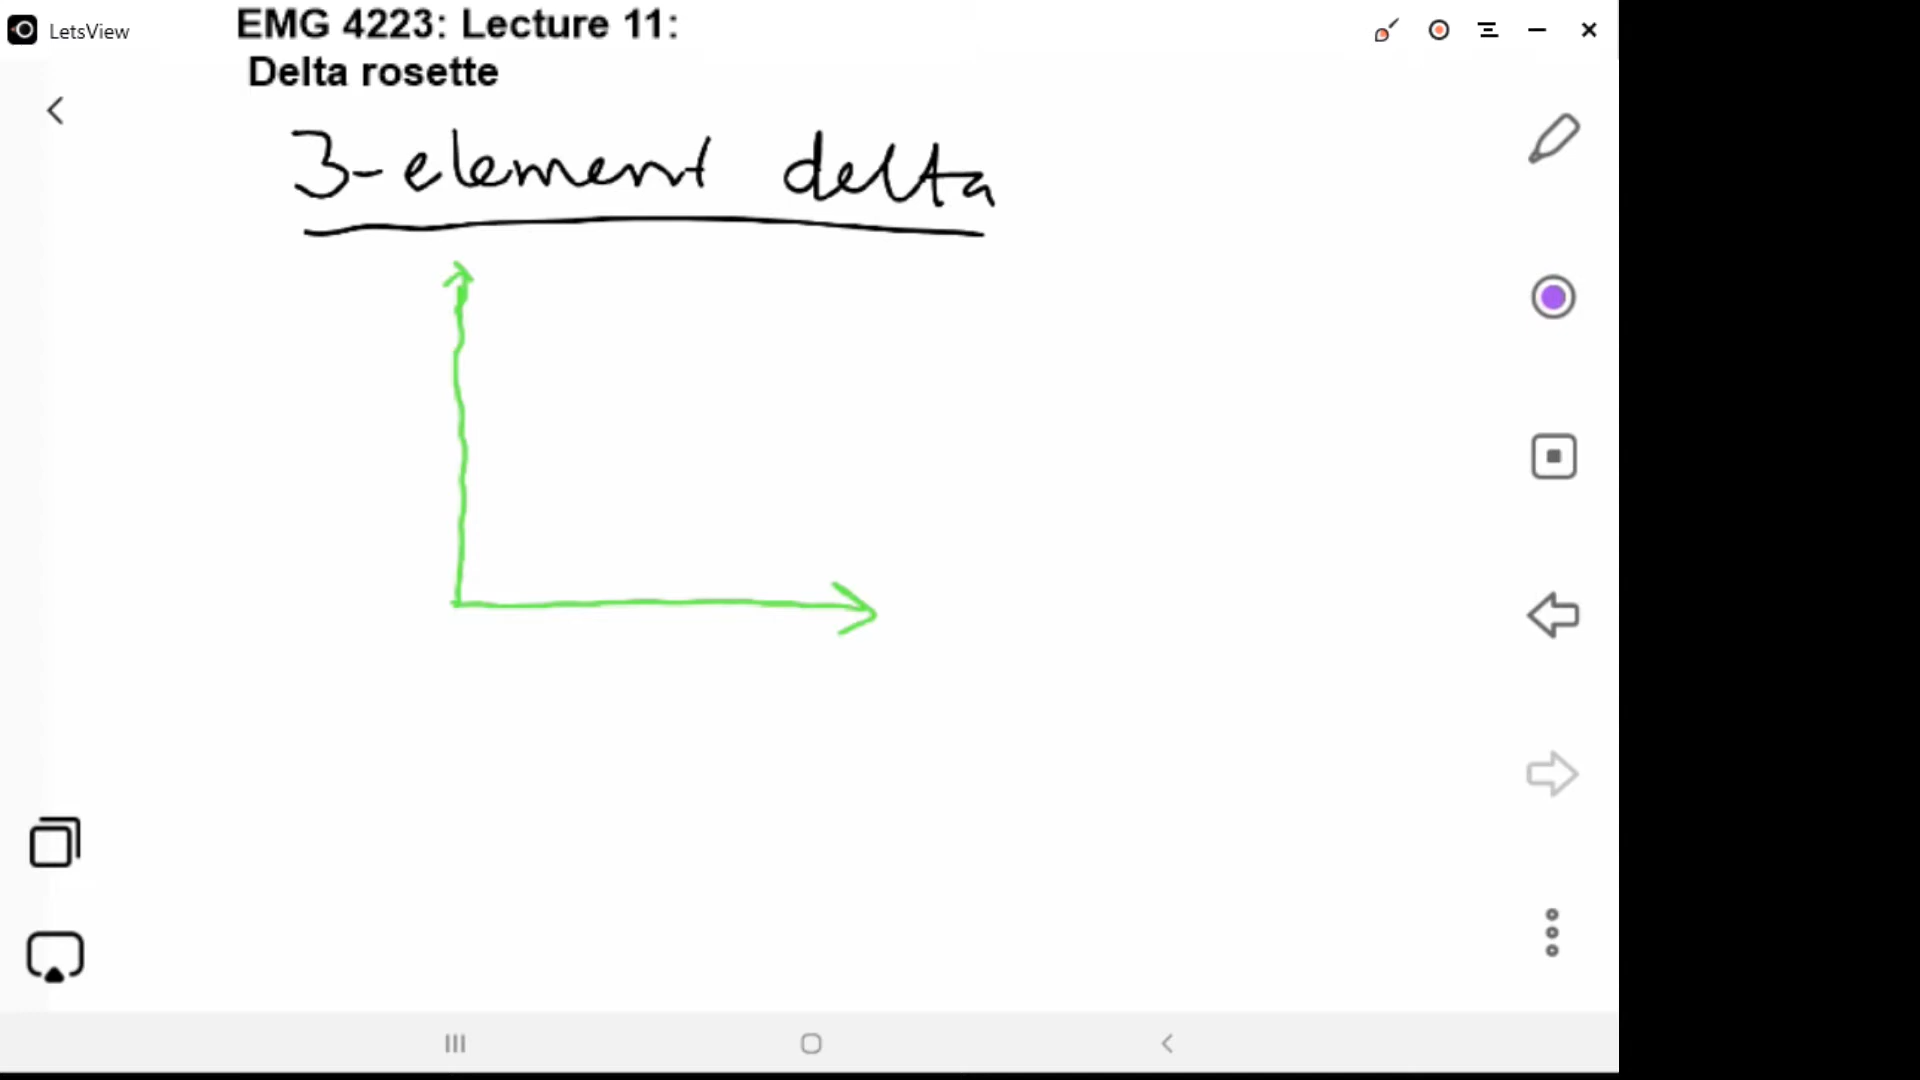 LetsView
EMG 4223: Lecture 11:
Delta rosette
3-element delta